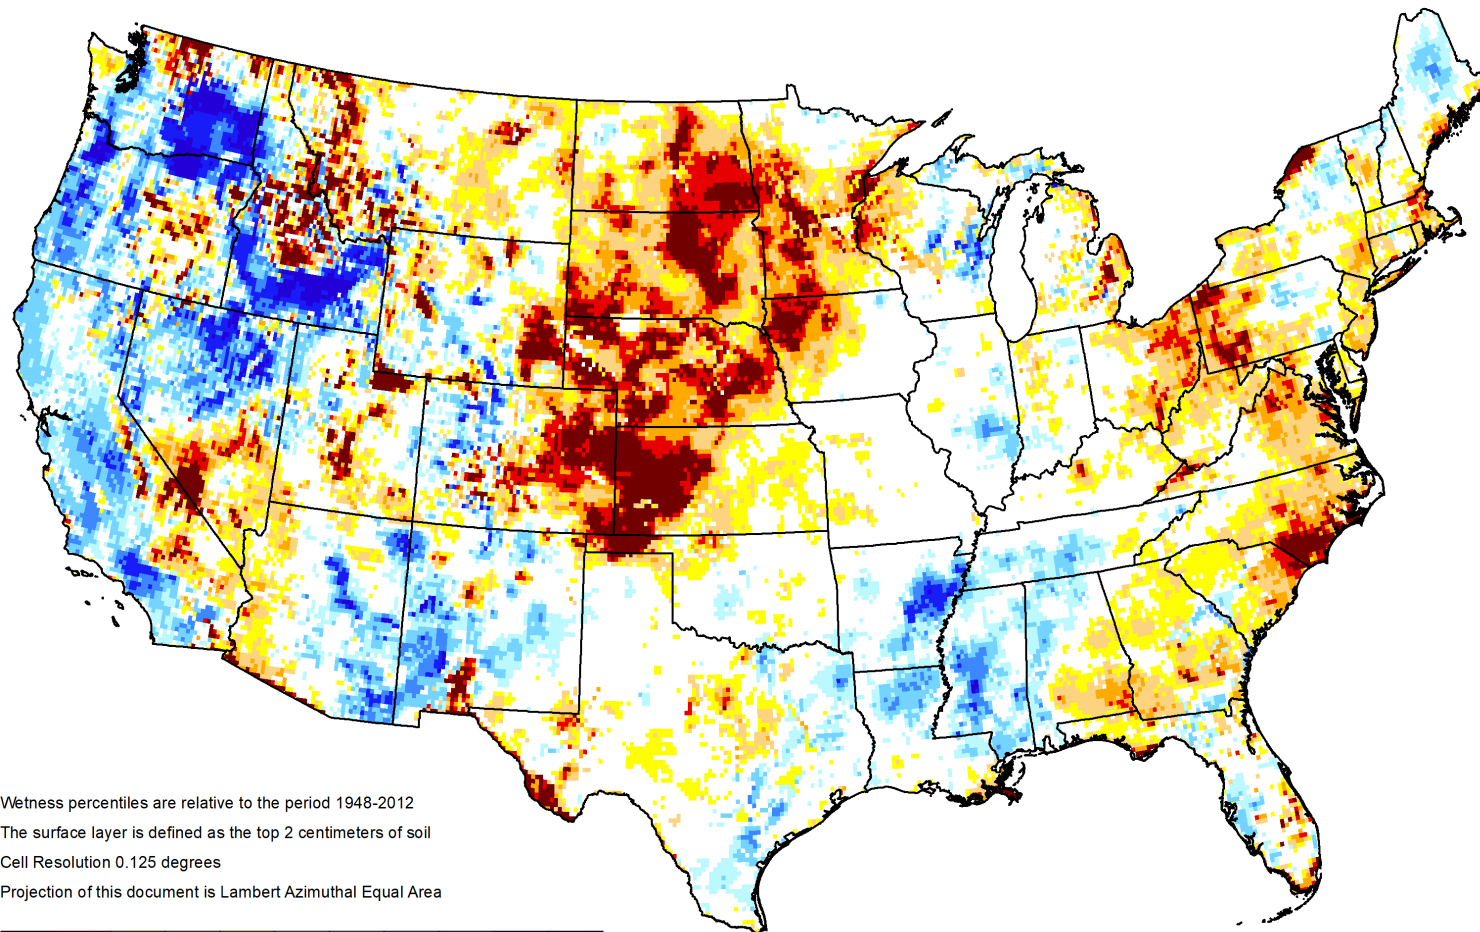 Wetness percentiles are relative to the period 1948-2012
The surface layer is defined as the top 2 centimeters of soil
Cell Resolution 0.125 degrees
Projection of this document is Lambert Azimuthal Equal Area